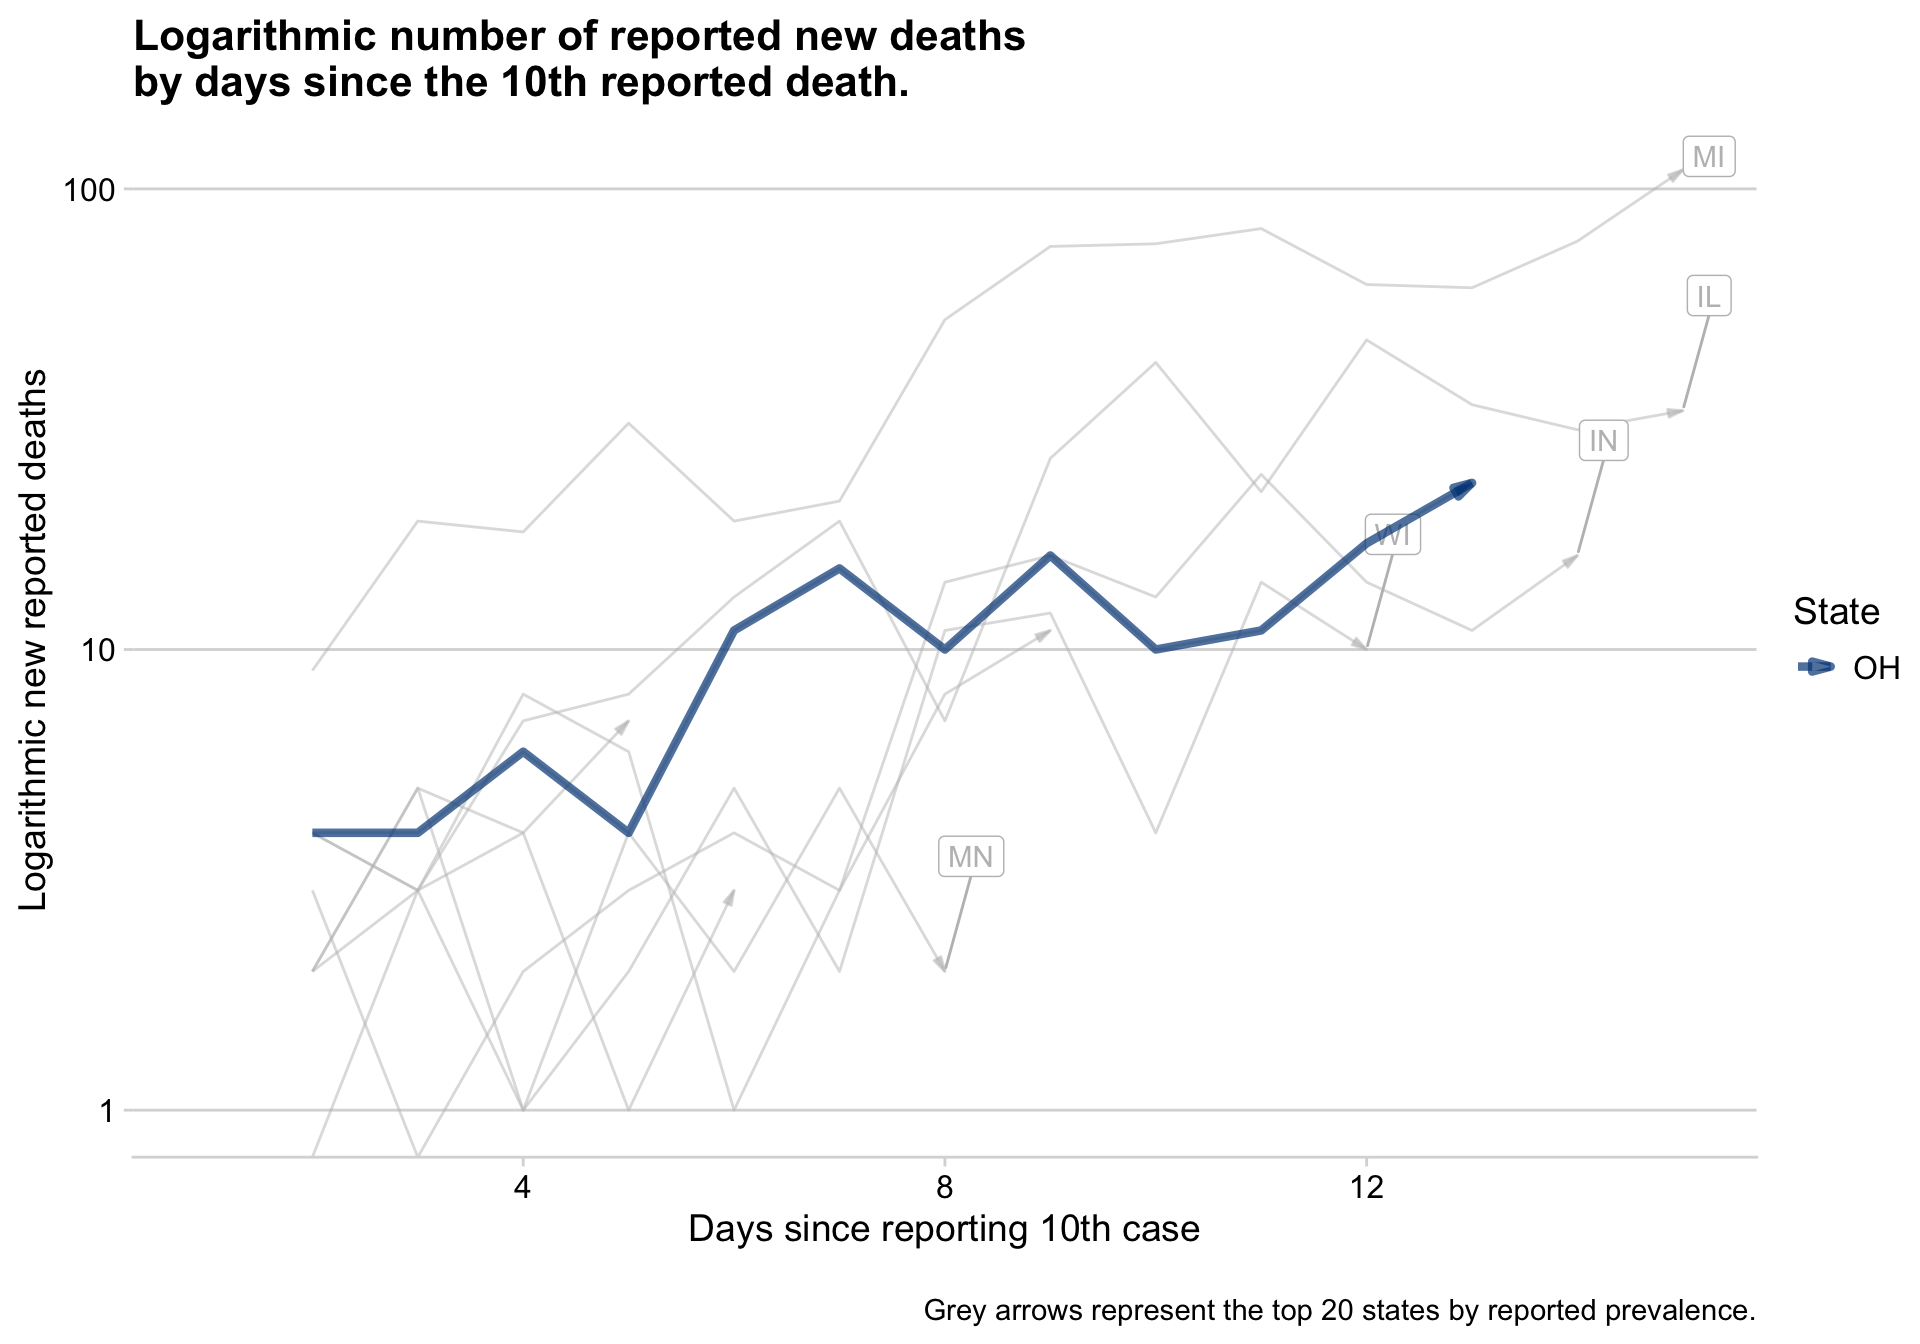 Logarithmic number of reported new deaths
by days since the 10th reported death.
MI
100
IL
IN
WI
Logarithmic new reported deaths
State
OH
10
MN
1
4 8 12
Days since reporting 10th case
Grey arrows represent the top 20 states by reported prevalence.